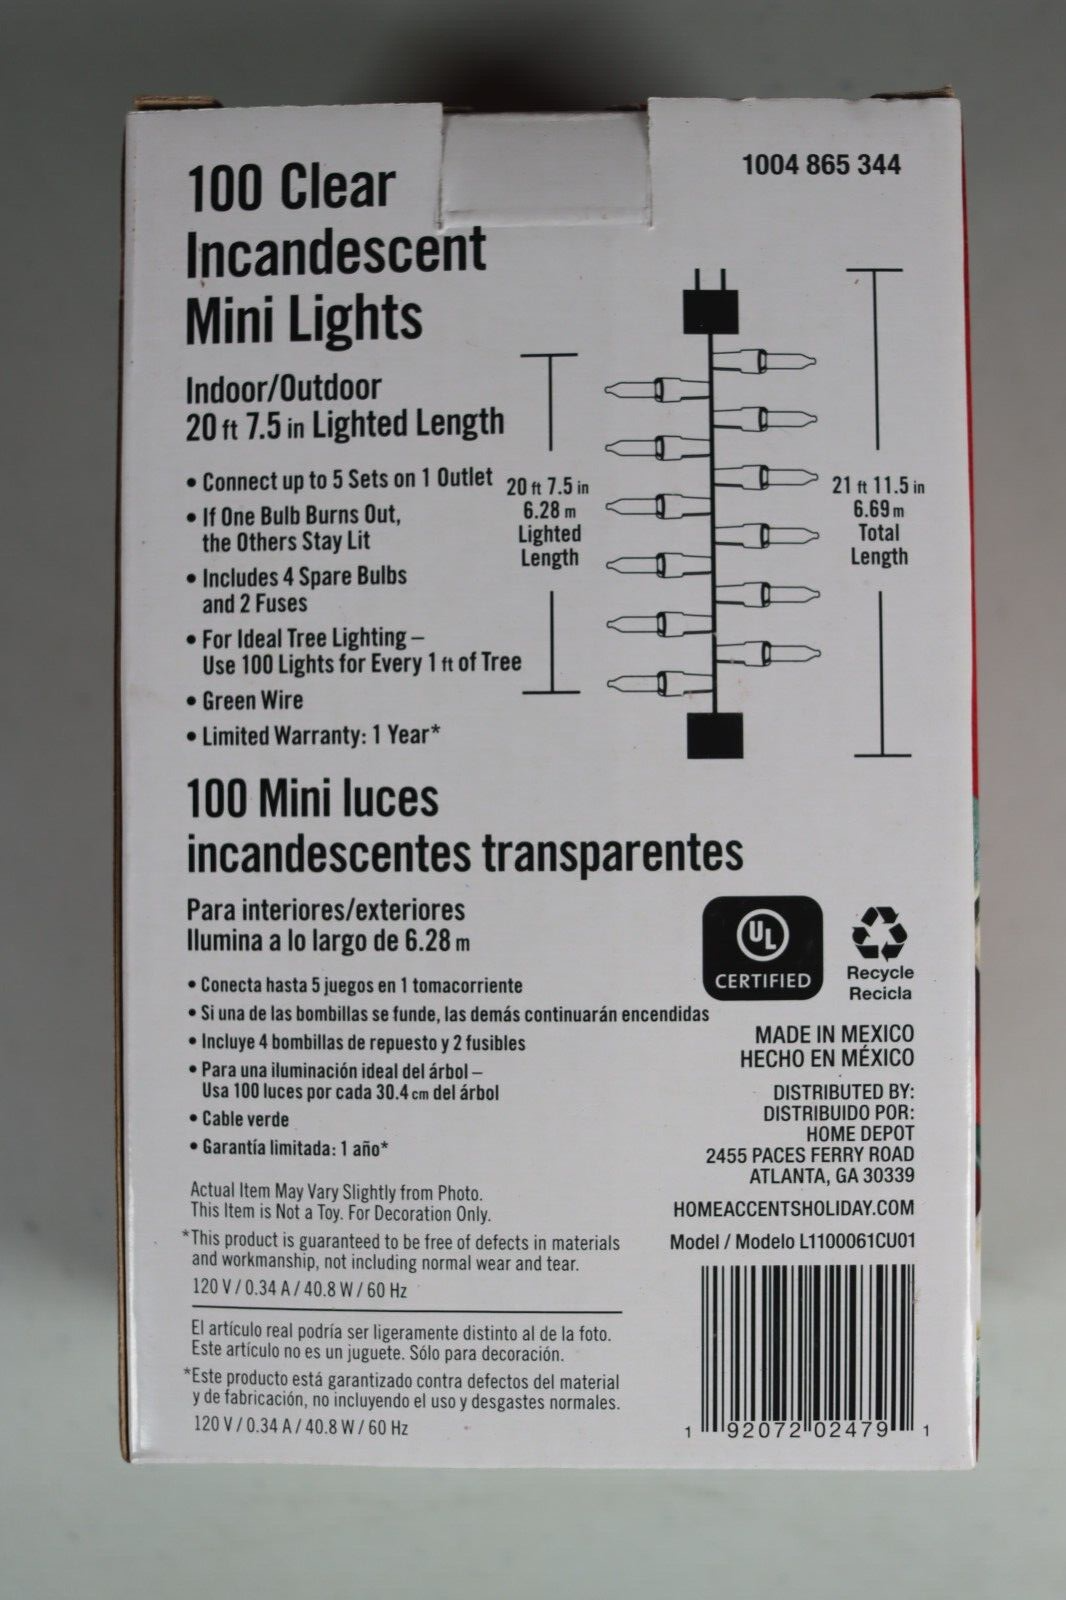 100 Clear
Incandescent
Mini Lights
1004 865 344
Indoor/Outdoor
20 ft 7.5 in Lighted Length
• Connect up to 5 Sets on 1 Outlet
• If One Bulb Burns Out,
the Others Stay Lit
• Includes 4 Spare Bulbs
and 2 Fuses
• For Ideal Tree Lighting –
Use 100 Lights for Every 1 ft of Tree
• Green Wire
• Limited Warranty: 1 Year*
20 ft 7.5 in
6.28 m
Lighted
Length
21 ft 11.5 in
6.69 m
Total
Length
100 Mini luces
incandescentes transparentes
Para interiores/exteriores
Ilumina a lo largo de 6.28 m
• Conecta hasta 5 juegos en 1 tomacorriente
• Si una de las bombillas se funde, las demás continuarán encendidas
• Incluye 4 bombillas de repuesto y 2 fusibles
• Para una iluminación ideal del árbol –
Usa 100 luces por cada 30.4 cm del árbol
• Cable verde
• Garantía limitada: 1 año*
UL
CERTIFIED
Recycle
Recicla
MADE IN MEXICO
HECHO EN MÉXICO
DISTRIBUTED BY:
DISTRIBUIDO POR:
HOME DEPOT
2455 PACES FERRY ROAD
ATLANTA, GA 30339
HOMEACCENTSHOLIDAY.COM
Model / Modelo L1100061CU01
1 92072 02479 1
Actual Item May Vary Slightly from Photo.
This Item is Not a Toy. For Decoration Only.
*This product is guaranteed to be free of defects in materials
and workmanship, not including normal wear and tear.
120 V / 0.34 A / 40.8 W / 60 Hz
El artículo real podría ser ligeramente distinto al de la foto.
Este artículo no es un juguete. Sólo para decoración.
*Este producto está garantizado contra defectos del material
y de fabricación, no incluyendo el uso y desgastes normales.
120 V / 0.34 A / 40.8 W / 60 Hz